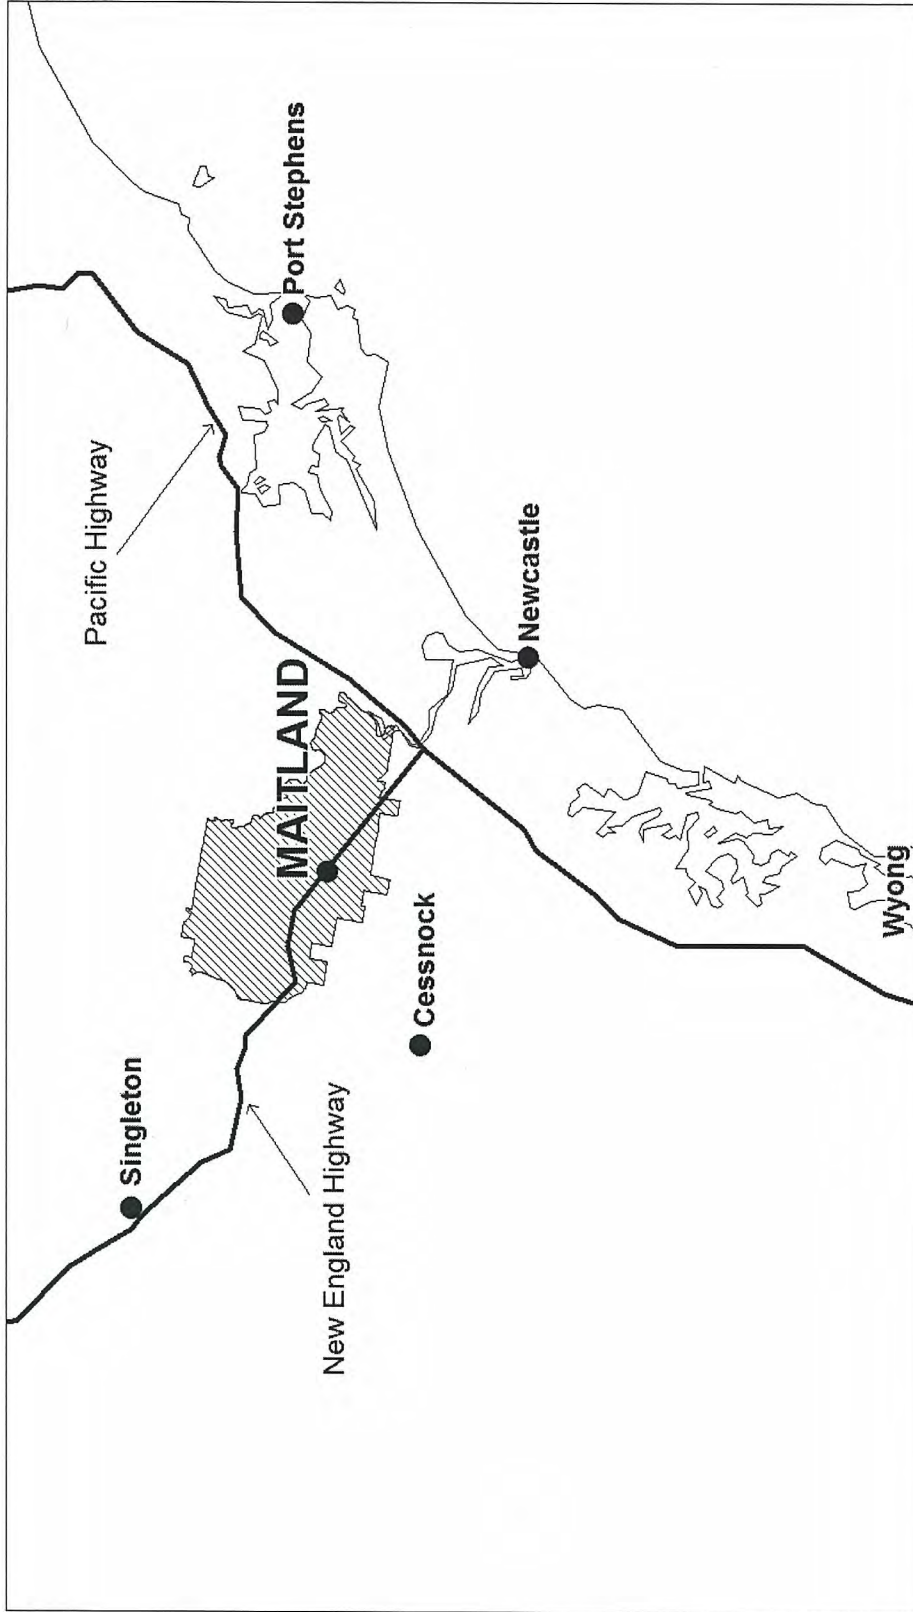 Pacific Highway
Port Stephens
Singleton
MAITLAND
New England Highway
Cessnock
Newcastle
Wyong